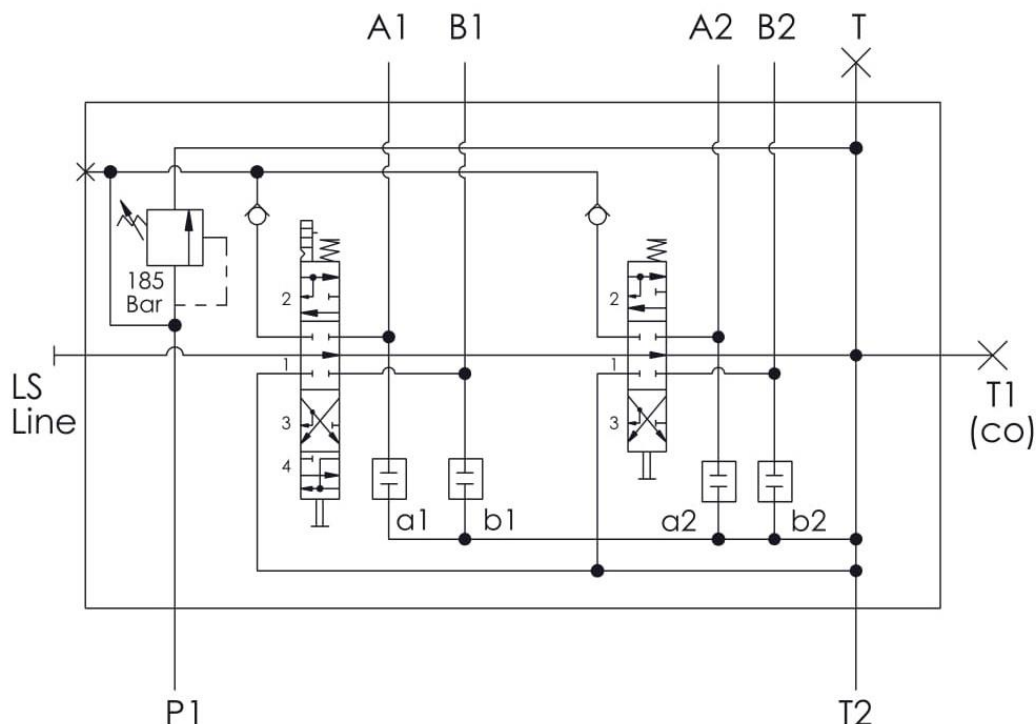 A1 B1 A2 B2 T
185
Bar
2
2
1
1
LS
Line
T1
(co)
3
3
4
a1 b1 a2 b2
P1 T2